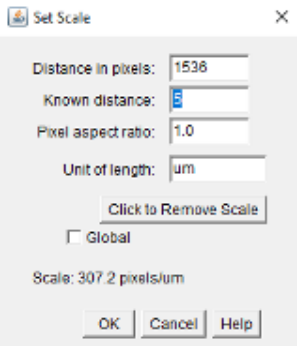 Set Scale
Distance in pixels: 1536
Known distance: 5
Pixel aspect ratio: 1.0
Unit of length: um
Click to Remove Scale
Global
Scale: 307.2 pixels/um
OK Cancel Help